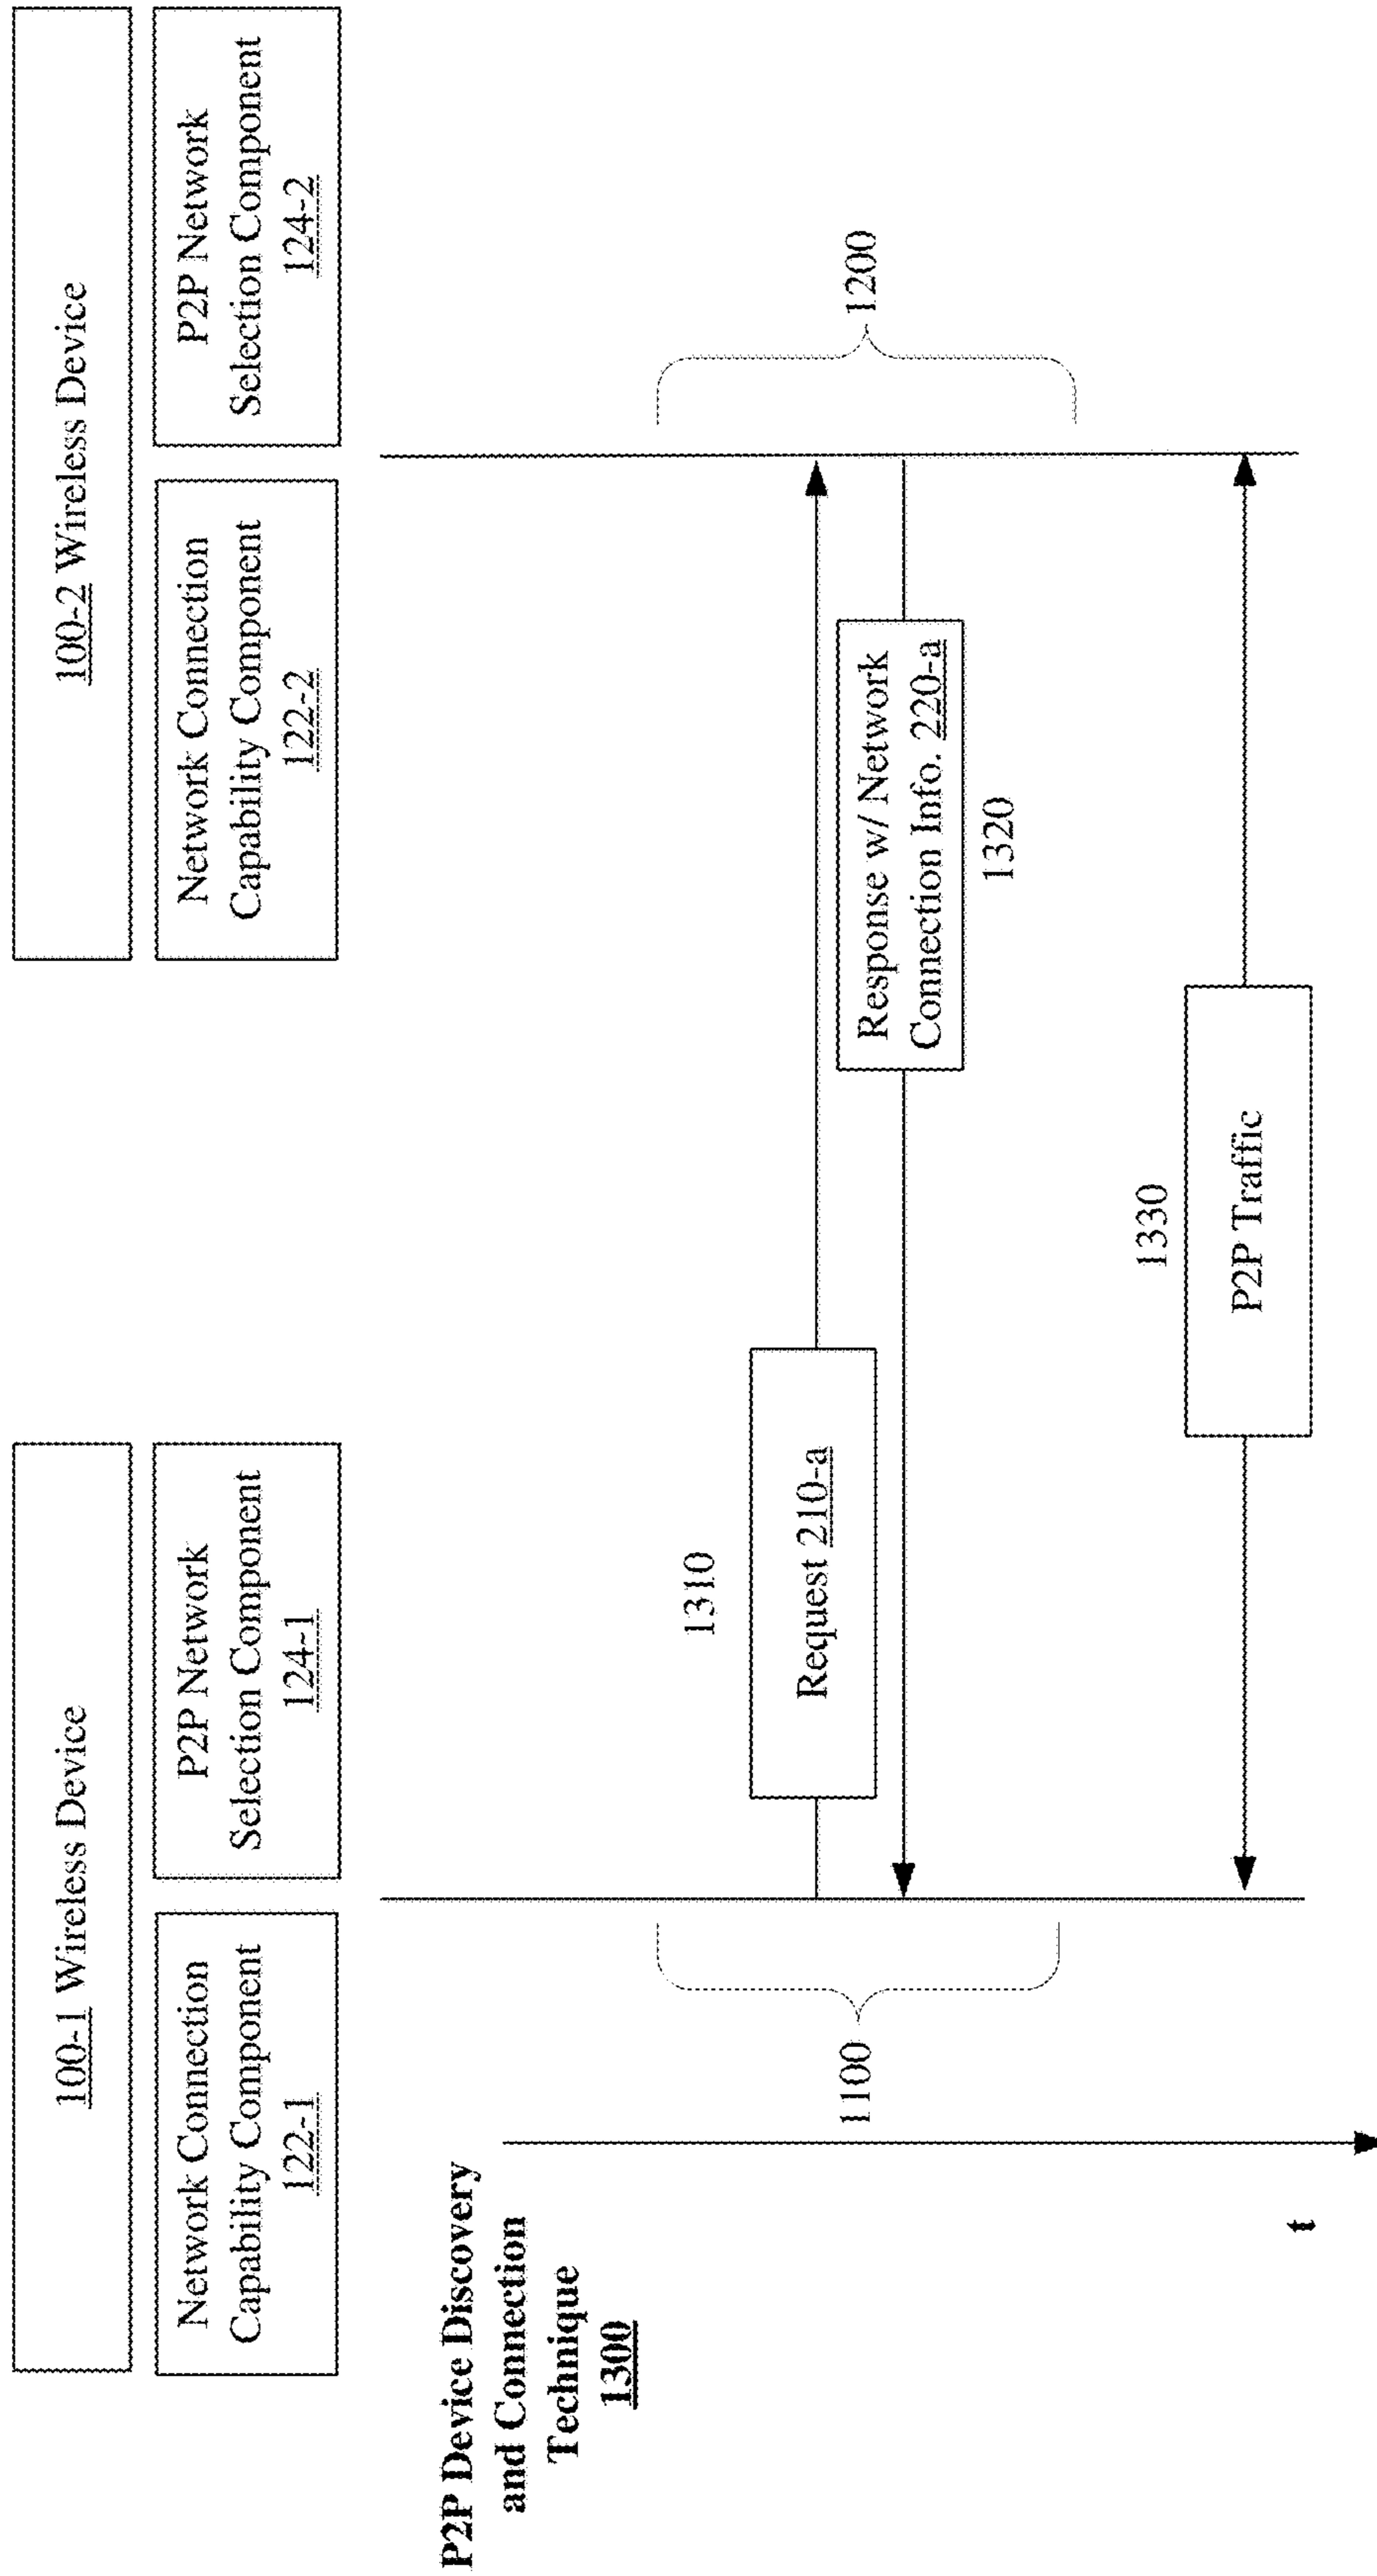 100-1 Wireless Device
Network Connection
Capability Component
122-1
P2P Network
Selection Component
124-1
100-2 Wireless Device
Network Connection
Capability Component
122-2
P2P Network
Selection Component
124-2
P2P Device Discovery
and Connection
Technique
1300
t
1100
1310
Request 210-a
Response w/ Network
Connection Info. 220-a
1320
1200
1330
P2P Traffic